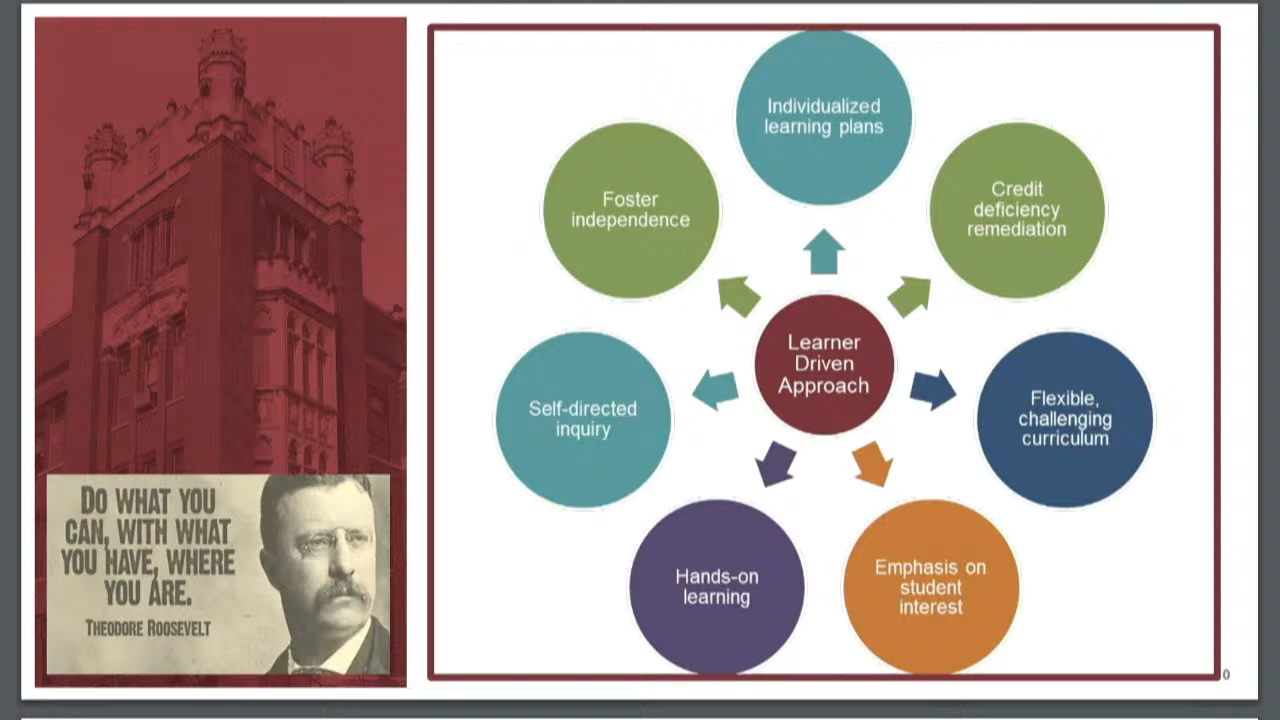 DO WHAT YOU
CAN, WITH WHAT
YOU HAVE, WHERE
YOU ARE.
THEODORE ROOSEVELT
Individualized
learning plans
Credit
deficiency
remediation
Flexible,
challenging
curriculum
Emphasis on
student
interest
Hands-on
learning
Self-directed
inquiry
Foster
independence
Learner
Driven
Approach
0